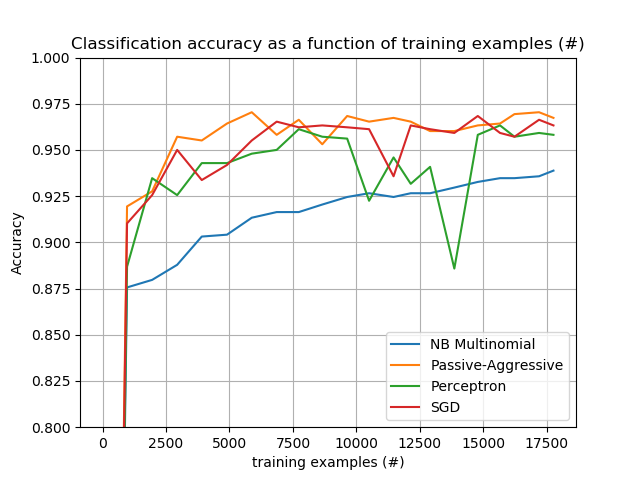 Classification accuracy as a function of training examples (#)
1.000
0.975
0.950
0.925
0.900
0.875
0.850
0.825
0.800
Accuracy
NB Multinomial
Passive-Aggressive
Perceptron
SGD
0 2500 5000 7500 10000 12500 15000 17500
training examples (#)